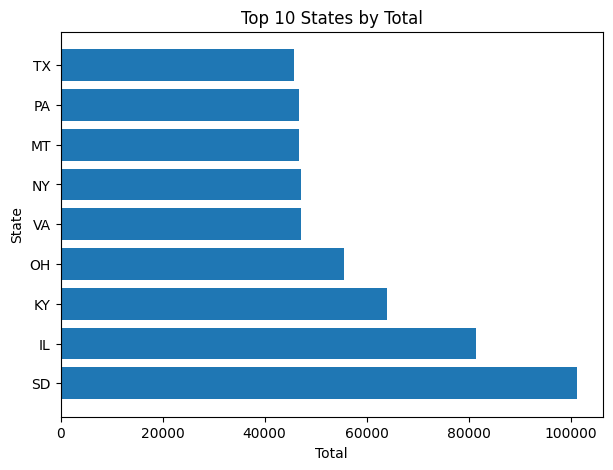 Top 10 States by Total
TX
PA
MT
NY
VA
OH
KY
IL
SD
State
0 20000 40000 60000 80000 100000
Total